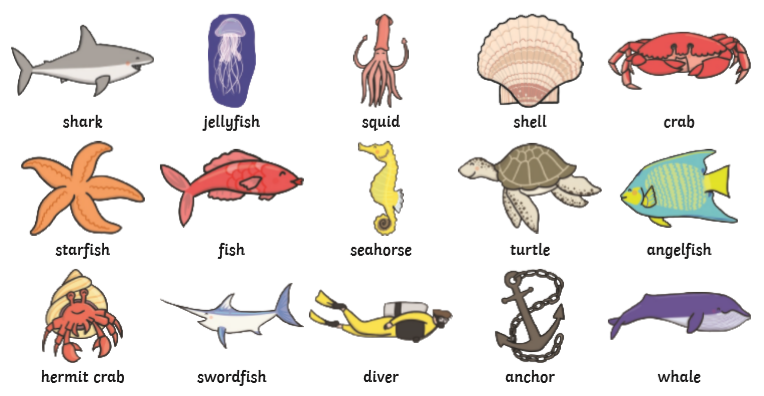 shark
jellyfish
squid
shell
crab
starfish
fish
seahorse
turtle
angelfish
hermit crab
swordfish
diver
anchor
whale